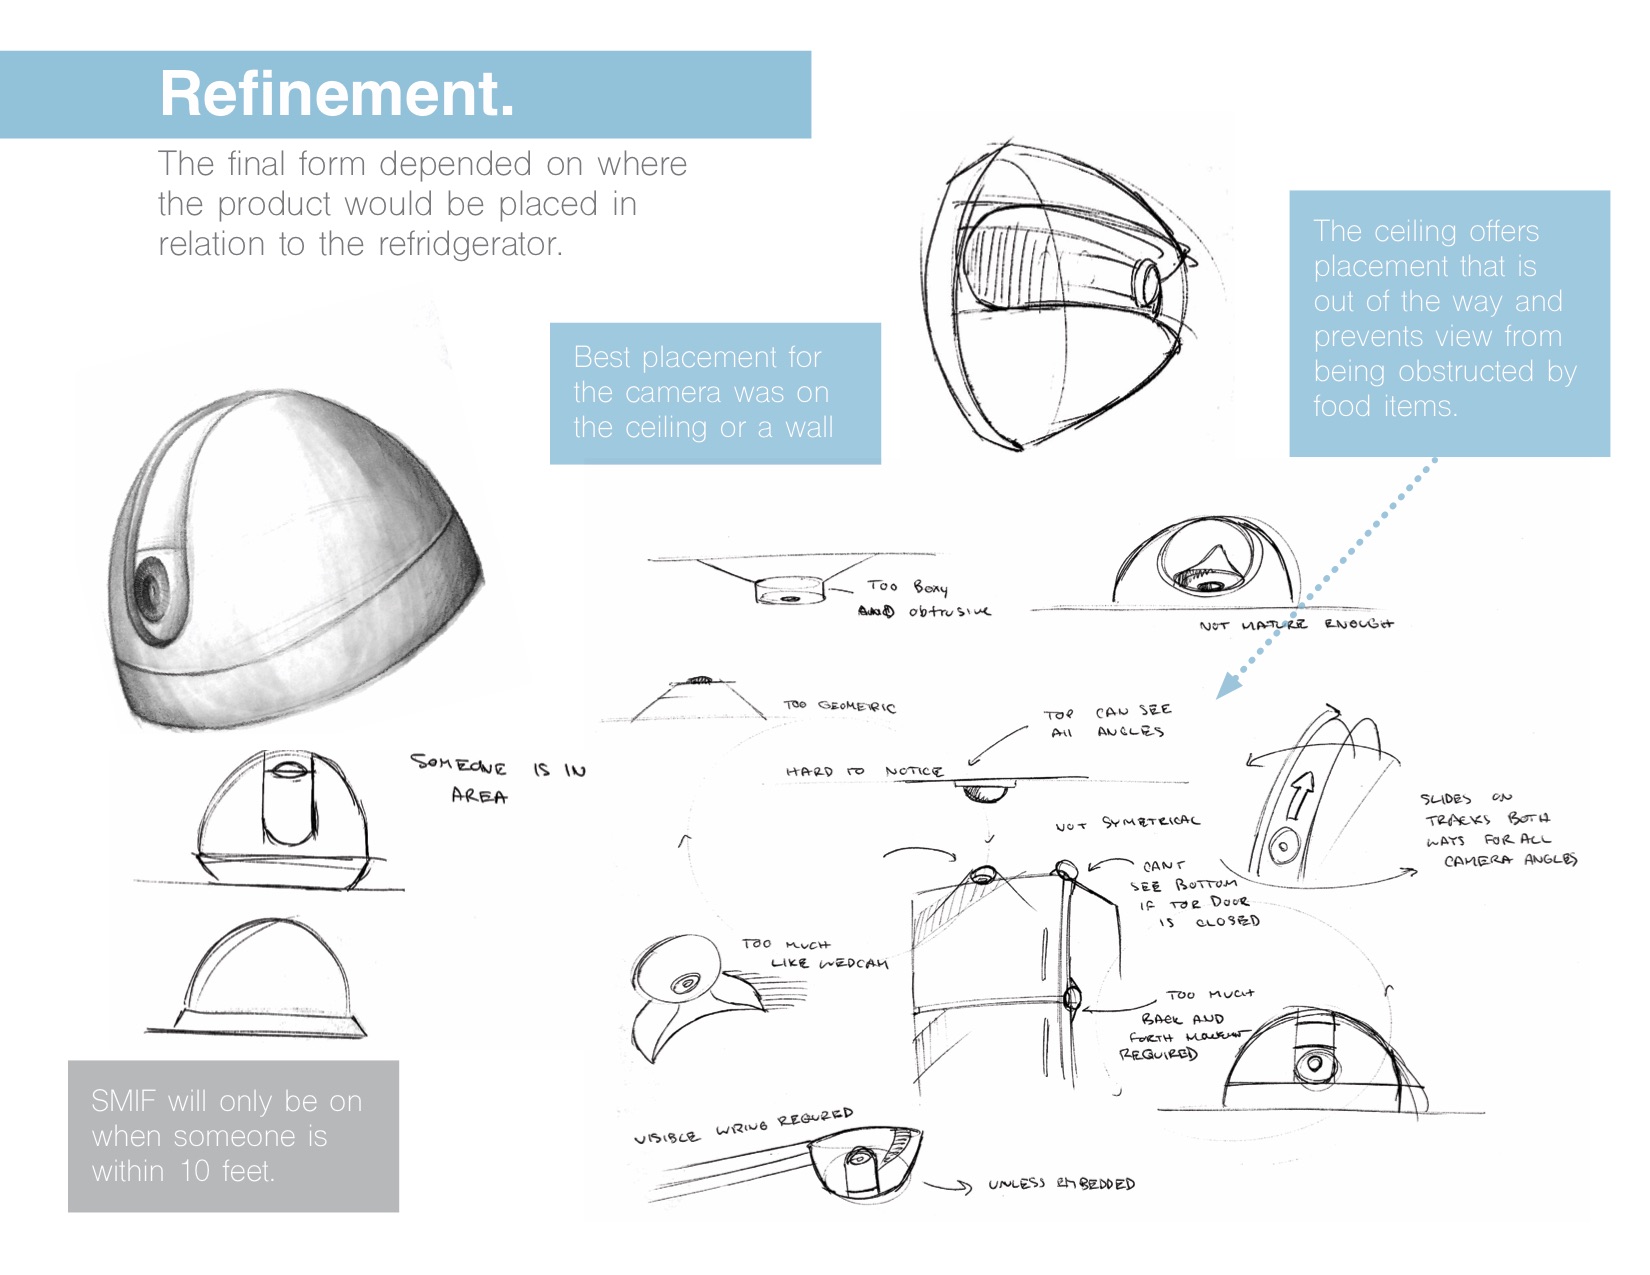 Refinement.
The final form depended on where
the product would be placed in
relation to the refridgerator.
Best placement for
the camera was on
the ceiling or a wall
The ceiling offers
placement that is
out of the way and
prevents view from
being obstructed by
food items.
TOO BOXY
AND OBTRUSIVE
NOT MATURE ENOUGH
TOO GEOMETRIC
TOP CAN SEE
All ANGLES
HARD TO NOTICE
SOMEONE IS IN
AREA
NOT SYMETRICAL
SLIDES ON
TRACKS BOTH
WAYS FOR ALL
CAMERA ANGLES
CANT
SEE BOTTOM
IF TOP DOOR
IS CLOSED
TOO MUCH
LIKE WEBCAM
TOO MUCH
BACK AND
FORTH MOVEMENT
REQUIRED
SMIF will only be on
when someone is
within 10 feet.
VISIBLE WIRING REQURED
UNLESS EMBEDDED